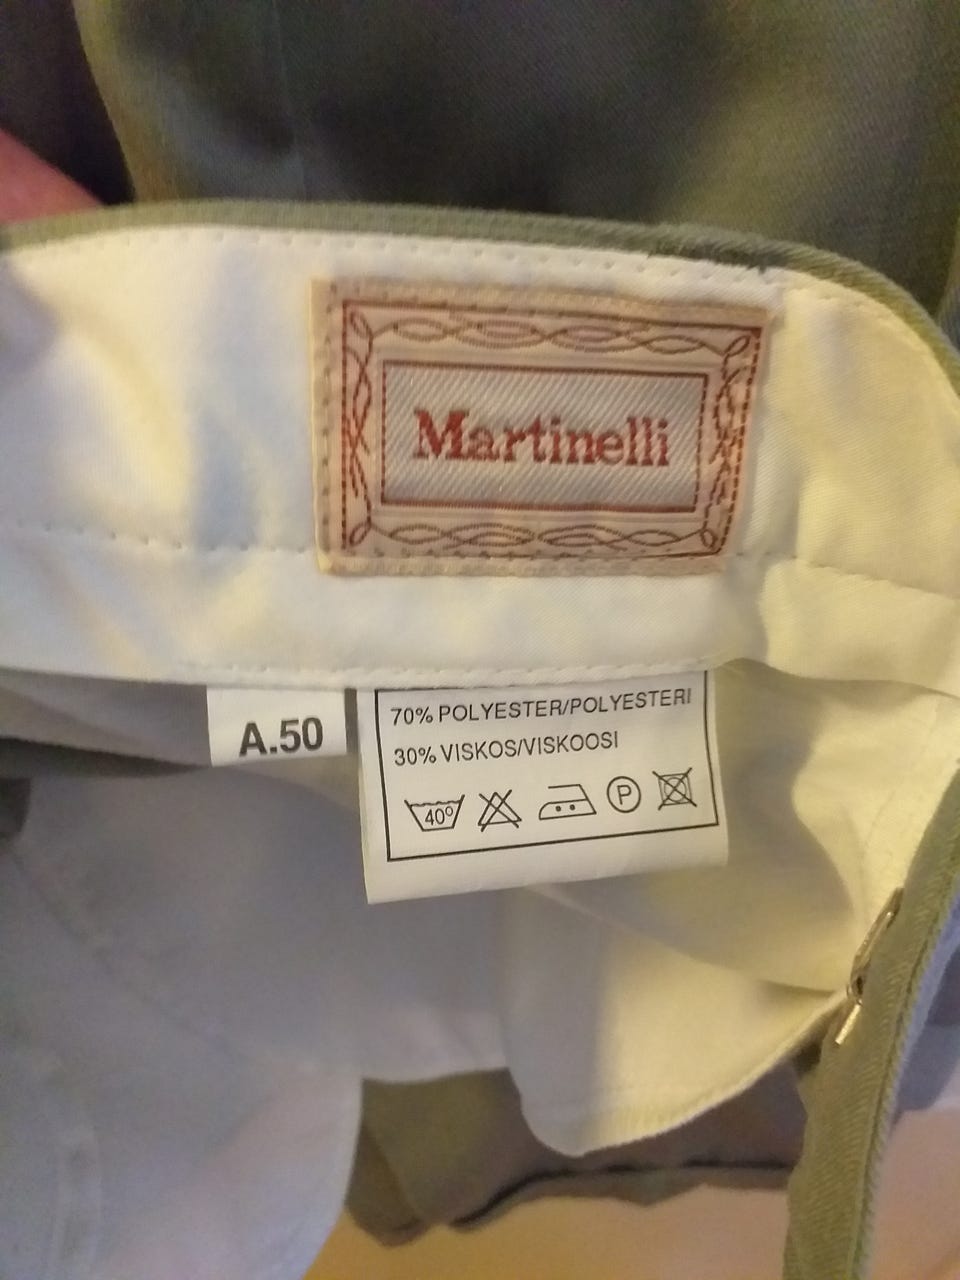 Martinelli
A.50
70% POLYESTER/POLYESTERI
30% VISKOS/VISKOOSI
40°
P